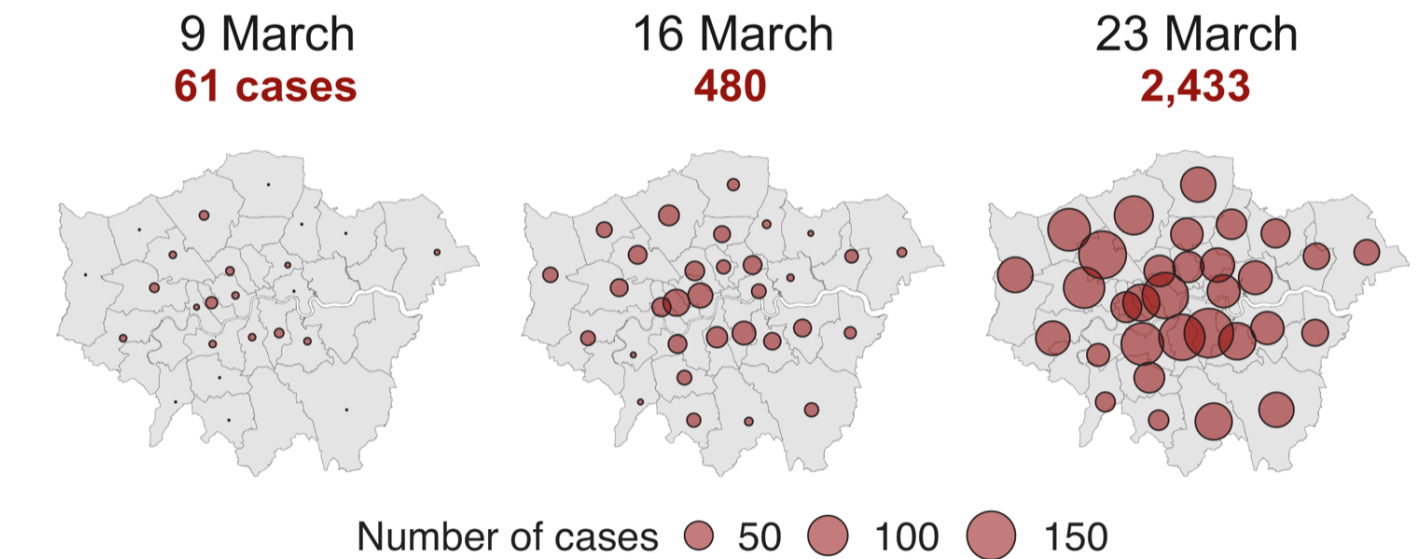 9 March
61 cases
16 March
480
23 March
2,433
Number of cases 50 100 150